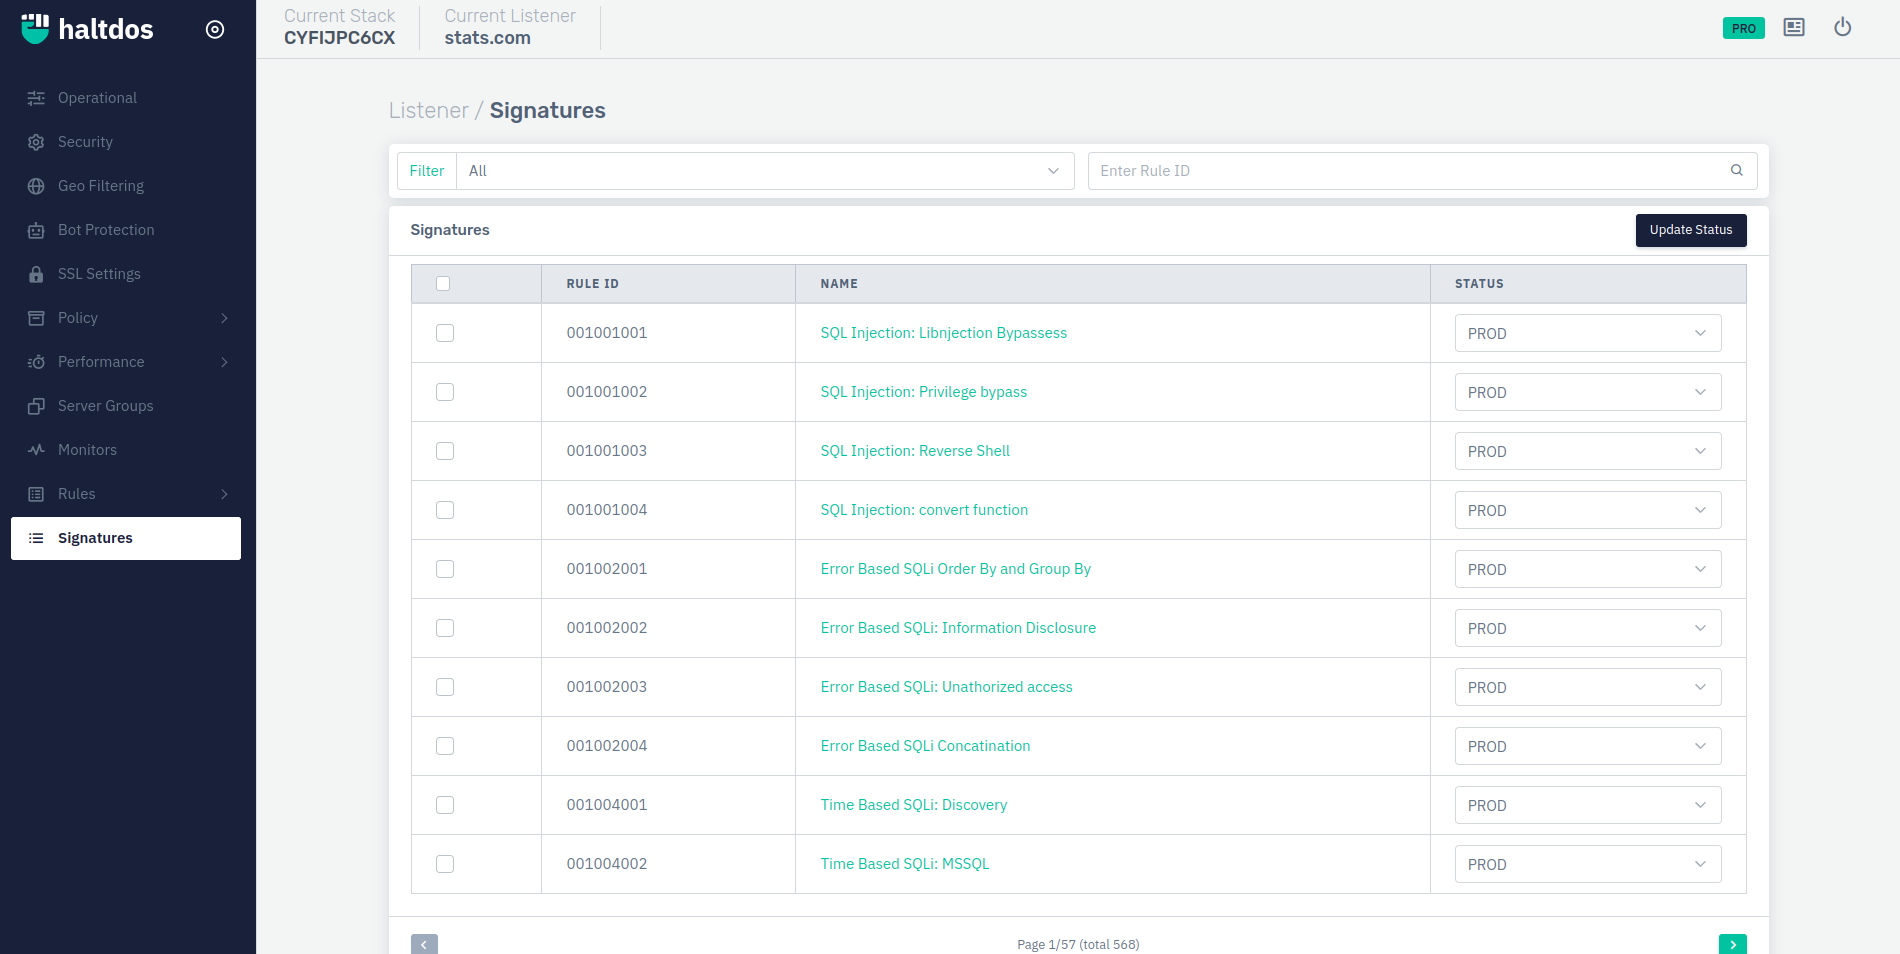 haltdos
Current Stack
CYFIJPC6CX
Current Listener
stats.com
PRO
Operational
Security
Geo Filtering
Bot Protection
SSL Settings
Policy
Performance
Server Groups
Monitors
Rules
Signatures
Listener / Signatures
Filter All Enter Rule ID
Signatures Update Status
RULE ID NAME STATUS
001001001 SQL Injection: Libnjection Bypassess PROD
001001002 SQL Injection: Privilege bypass PROD
001001003 SQL Injection: Reverse Shell PROD
001001004 SQL Injection: convert function PROD
001002001 Error Based SQLi Order By and Group By PROD
001002002 Error Based SQLi: Information Disclosure PROD
001002003 Error Based SQLi: Unathorized access PROD
001002004 Error Based SQLi Concatination PROD
001004001 Time Based SQLi: Discovery PROD
001004002 Time Based SQLi: MSSQL PROD
Page 1/57 (total 568)